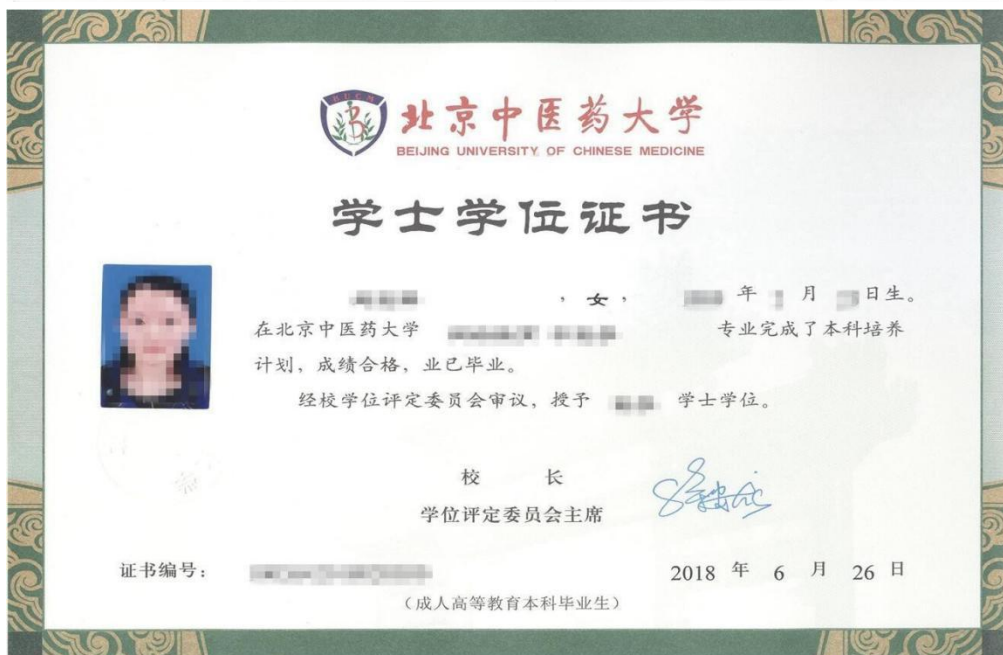 BUCM
北京中医药大学
BEIJING UNIVERSITY OF CHINESE MEDICINE
学士学位证书
，女， 年 月 日生。
在北京中医药大学 专业完成了本科培养
计划，成绩合格，业已毕业。
经校学位评定委员会审议，授予 学士学位。
校 长
学位评定委员会主席
证书编号：
2018 年 6 月 26 日
（成人高等教育本科毕业生）